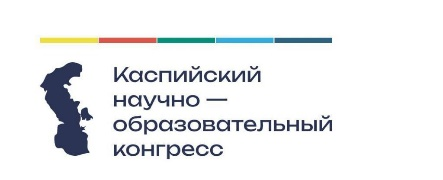 Каспийский
научно —
образовательный
конгресс